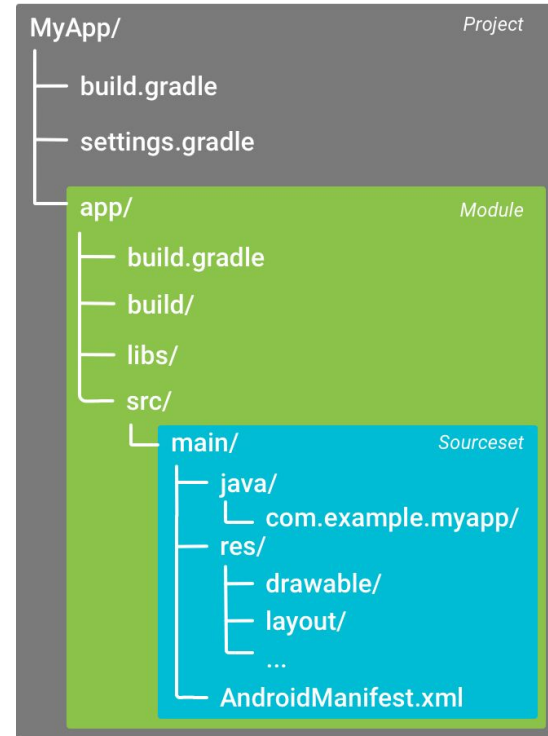 MyApp/ Project
build.gradle
settings.gradle
app/ Module
build.gradle
build/
libs/
src/
main/ Sourceset
java/
com.example.myapp/
res/
drawable/
layout/
...
AndroidManifest.xml